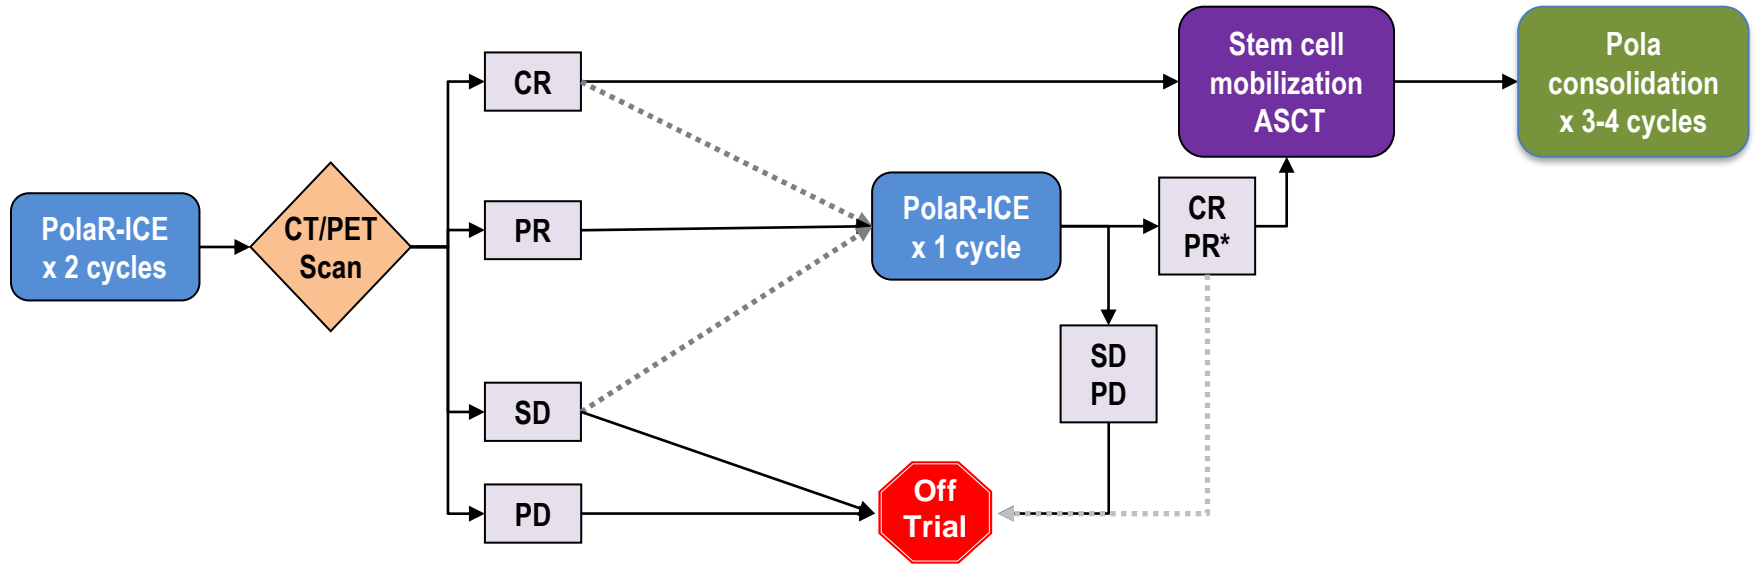 PolaR-ICE
x 2 cycles
CT/PET
Scan
CR
PR
SD
PD
PolaR-ICE
x 1 cycle
Off
Trial
SD
PD
CR
PR*
Stem cell
mobilization
ASCT
Pola
consolidation
x 3-4 cycles